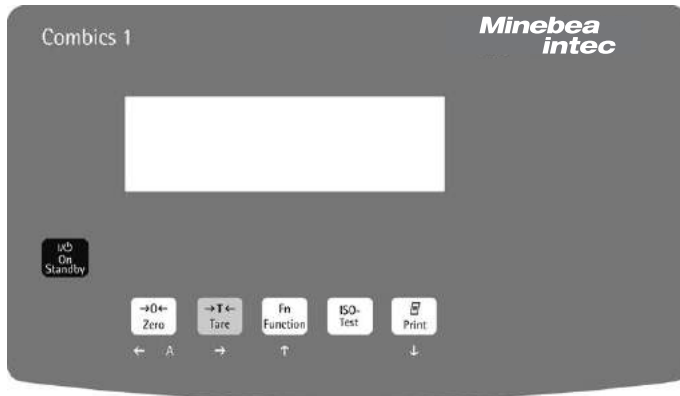 Combics 1
Minebea
intec
I/⏻
On
Standby
→0←
Zero
→T←
Tare
Fn
Function
ISO-
Test
Print
← A → ↑ ↓